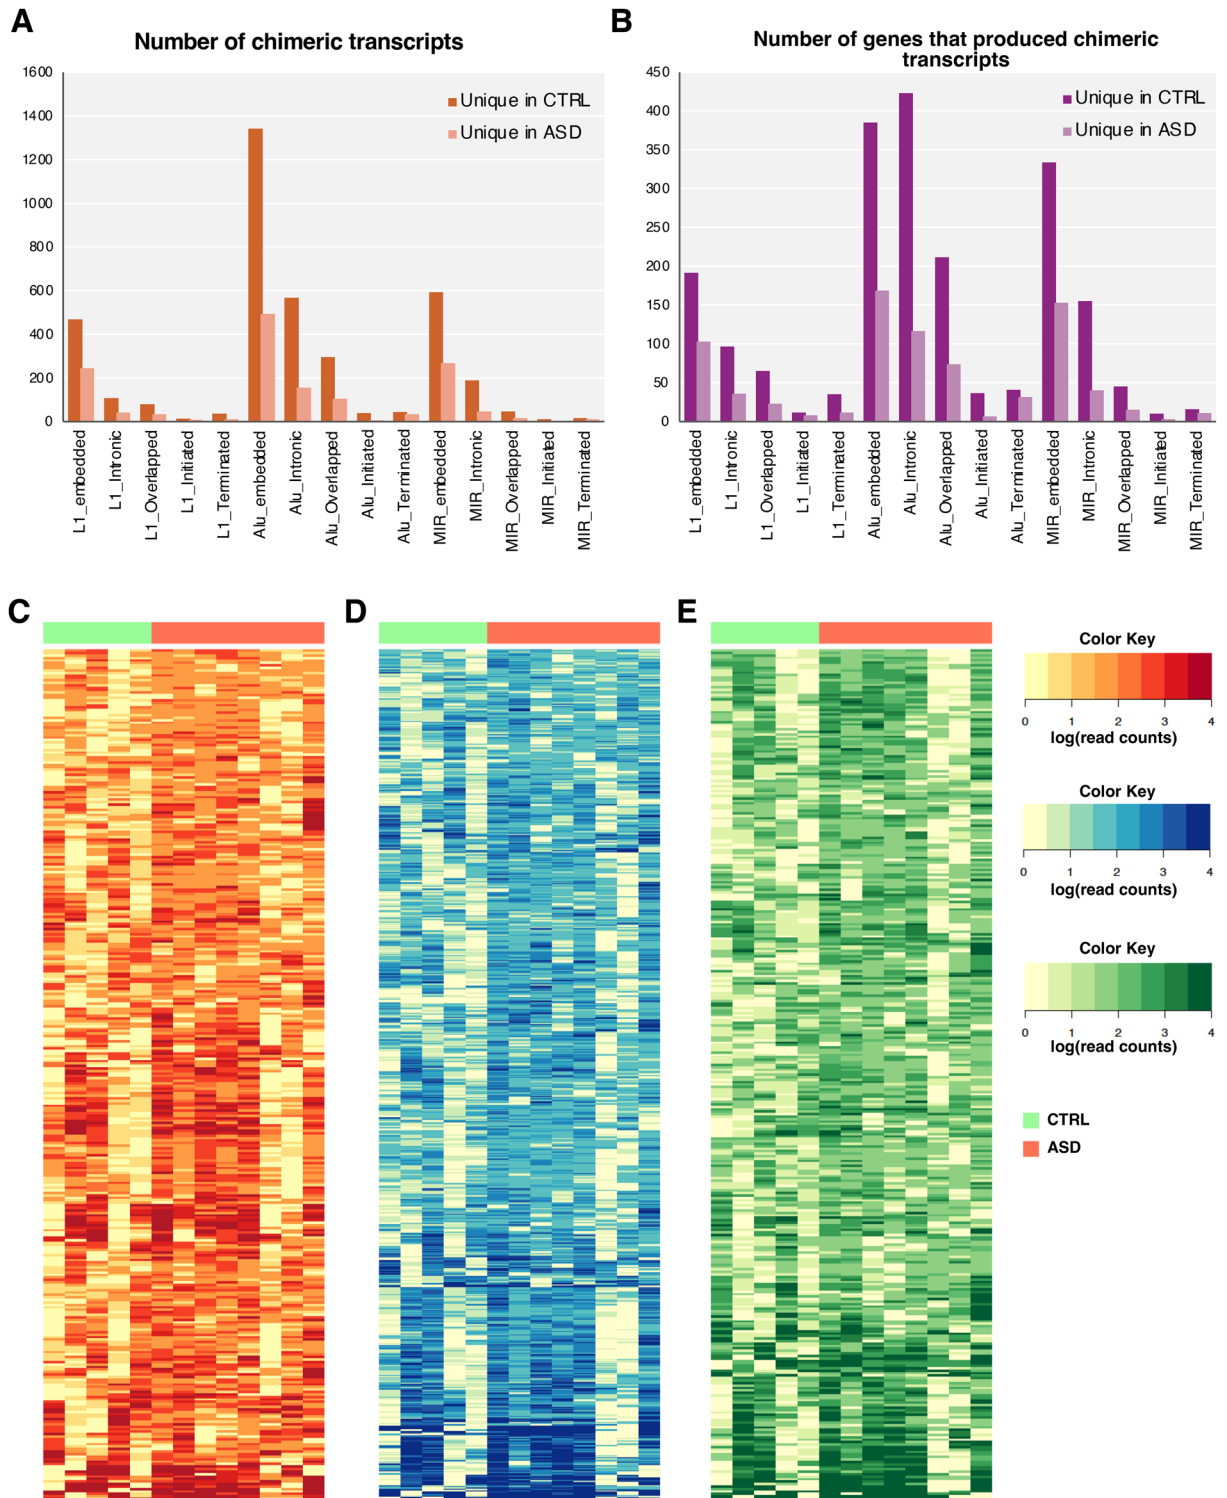 A
Number of chimeric transcripts
1600
1400
1200
1000
800
600
400
200
0
Unique in CTRL
Unique in ASD
L1_embedded
L1_Intronic
L1_Overlapped
L1_Initiated
L1_Terminated
Alu_embedded
Alu_Intronic
Alu_Overlapped
Alu_Initiated
Alu_Terminated
MIR_embedded
MIR_Intronic
MIR_Overlapped
MIR_Initiated
MIR_Terminated
B
Number of genes that produced chimeric
transcripts
450
400
350
300
250
200
150
100
50
0
Unique in CTRL
Unique in ASD
L1_embedded
L1_Intronic
L1_Overlapped
L1_Initiated
L1_Terminated
Alu_embedded
Alu_Intronic
Alu_Overlapped
Alu_Initiated
Alu_Terminated
MIR_embedded
MIR_Intronic
MIR_Overlapped
MIR_Initiated
MIR_Terminated
C
D
E
Color Key
0 1 2 3 4
log(read counts)
Color Key
0 1 2 3 4
log(read counts)
Color Key
0 1 2 3 4
log(read counts)
CTRL
ASD